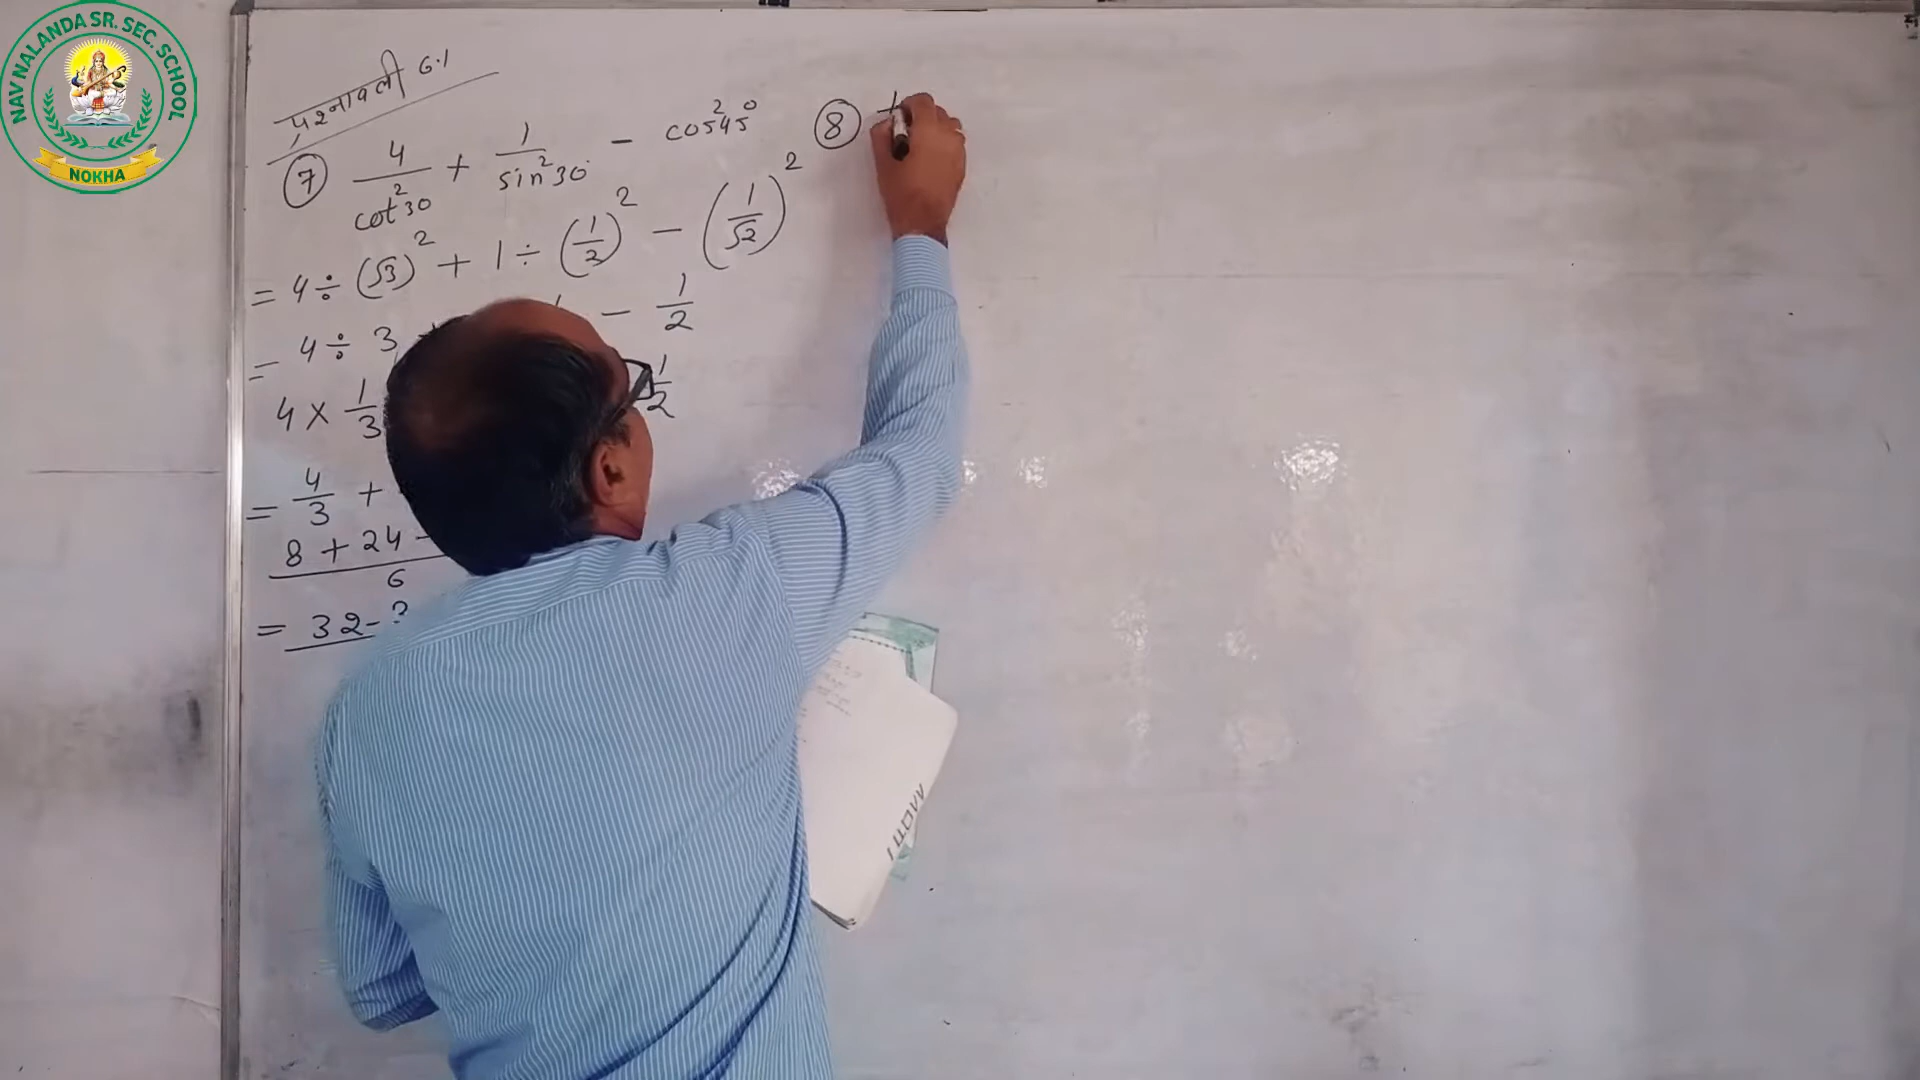 NAV NALANDA SR. SEC. SCHOOL
NOKHA
प्रश्नावली 6.1
⑦ 4/cot²30 + 1/sin²30° - cos²45°
= 4 ÷ (√3)² + 1 ÷ (1/2)² - (1/√2)²
= 4 ÷ 3 - 1/2
4 × 1/3 1/2
= 4/3 +
8 + 24 -
6
= 32 - 3
⑧